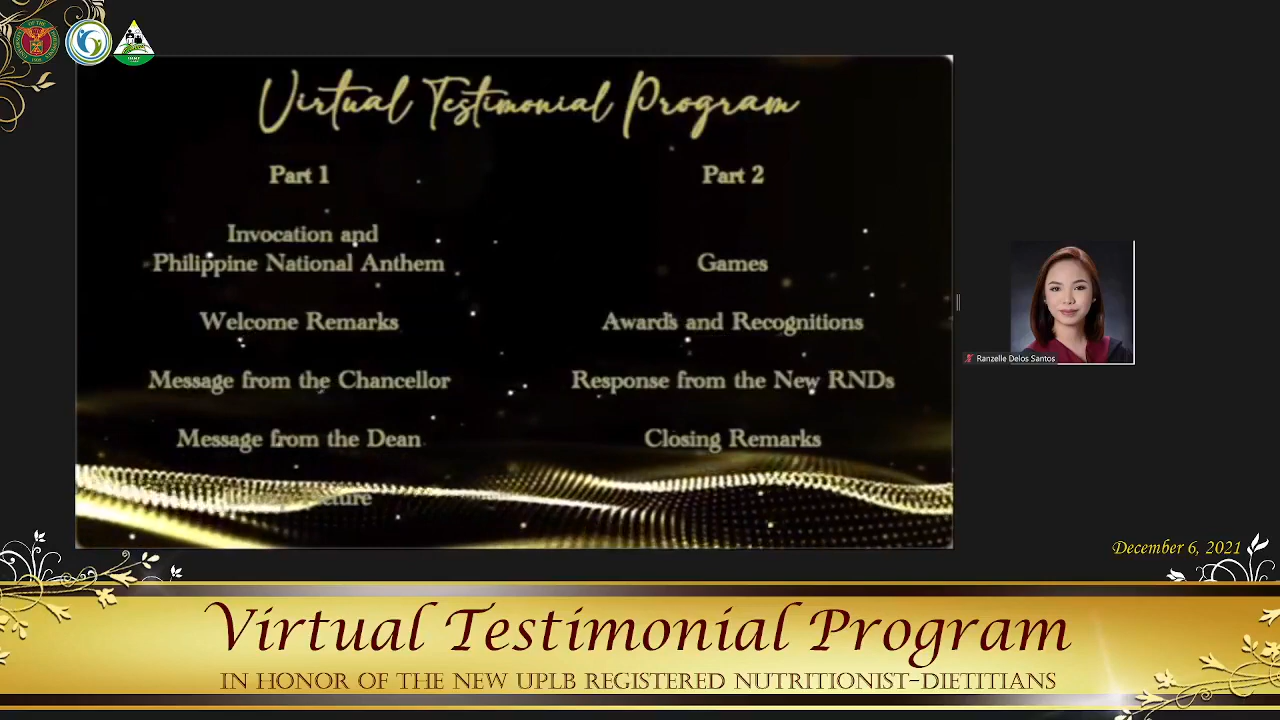 Virtual Testimonial Program
Part 1
Invocation and
Philippine National Anthem
Welcome Remarks
Message from the Chancellor
Message from the Dean
Part 2
Games
Awards and Recognitions
Response from the New RNDs
Closing Remarks
Ranzelle Delos Santos
December 6, 2021
Virtual Testimonial Program
IN HONOR OF THE NEW UPLB REGISTERED NUTRITIONIST-DIETITIANS